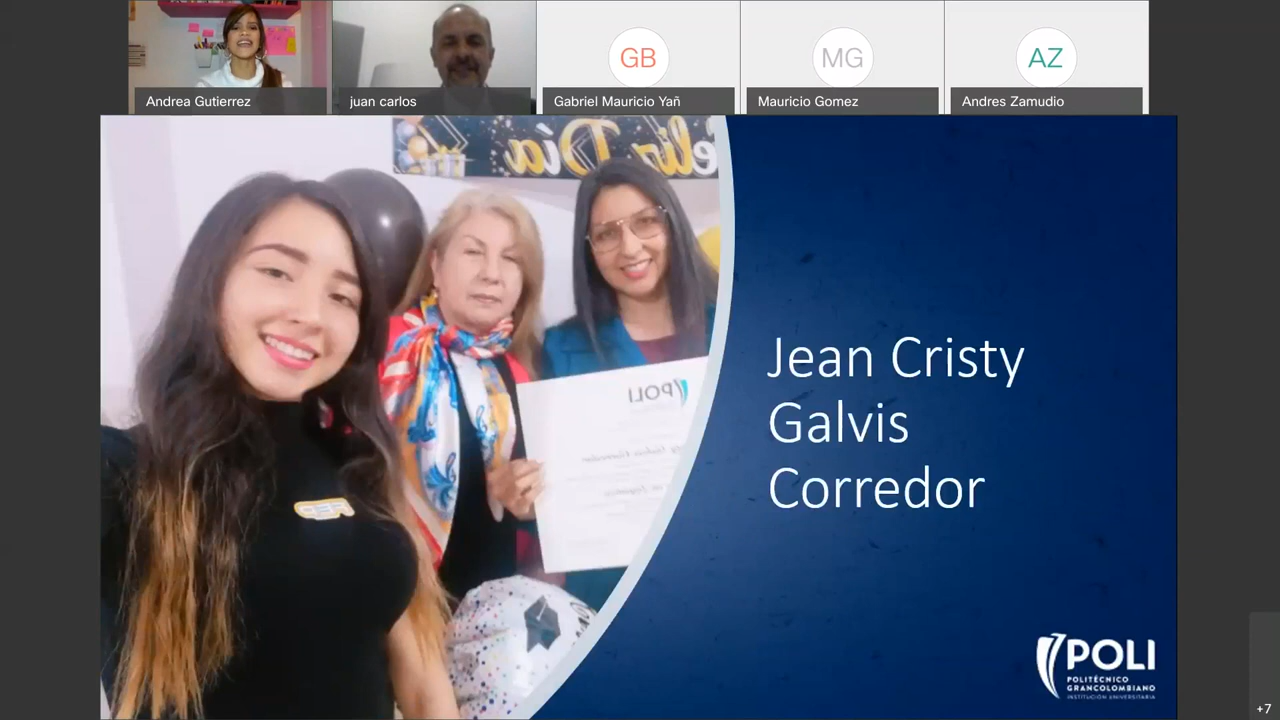 GB
MG
AZ
Andrea Gutierrez
juan carlos
Gabriel Mauricio Yañ
Mauricio Gomez
Andres Zamudio
Feliz Día
POLI
Jean Cristy
Galvis
Corredor
POLI
POLITÉCNICO
GRANCOLOMBIANO
INSTITUCIÓN UNIVERSITARIA
+7